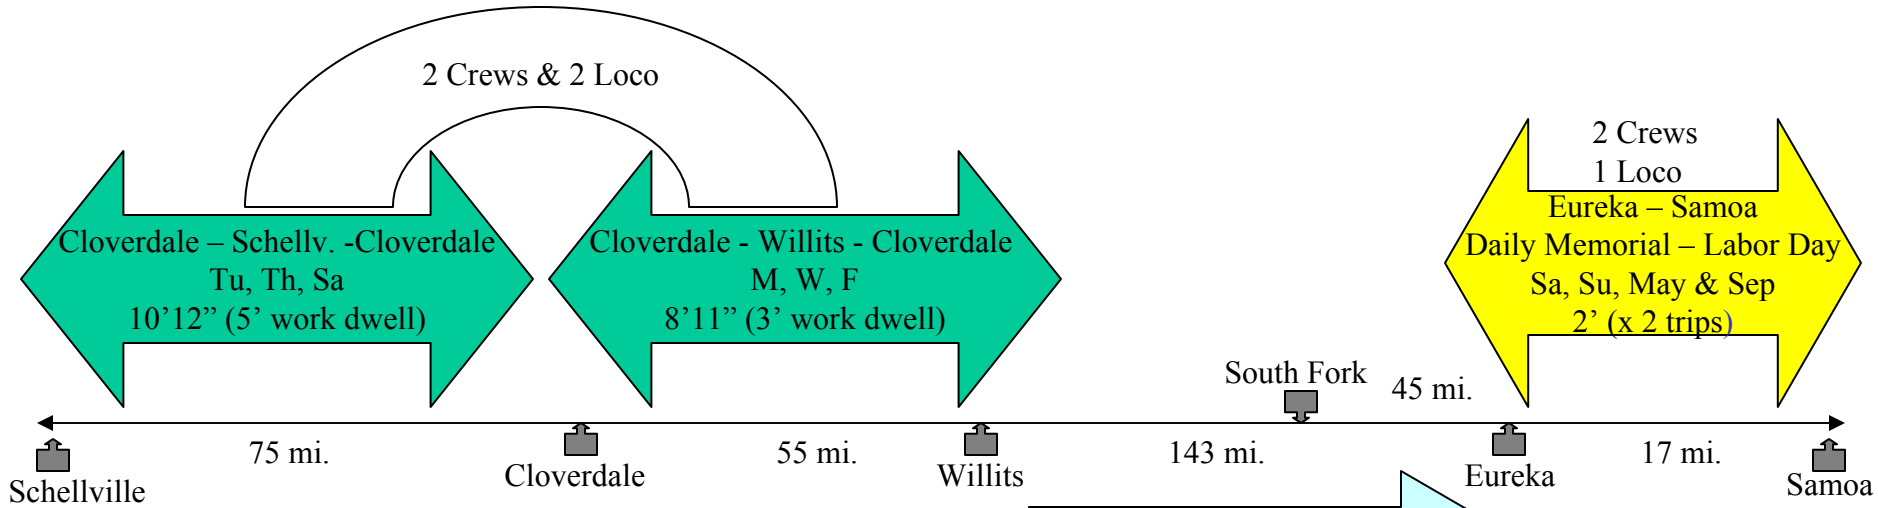 2 Crews & 2 Loco
2 Crews
1 Loco
Cloverdale – Schellv. -Cloverdale
Tu, Th, Sa
10’12” (5’ work dwell)
Cloverdale - Willits - Cloverdale
M, W, F
8’11” (3’ work dwell)
Eureka – Samoa
Daily Memorial – Labor Day
Sa, Su, May & Sep
2’ (x 2 trips)
South Fork
45 mi.
75 mi.
55 mi.
143 mi.
17 mi.
Schellville
Cloverdale
Willits
Eureka
Samoa